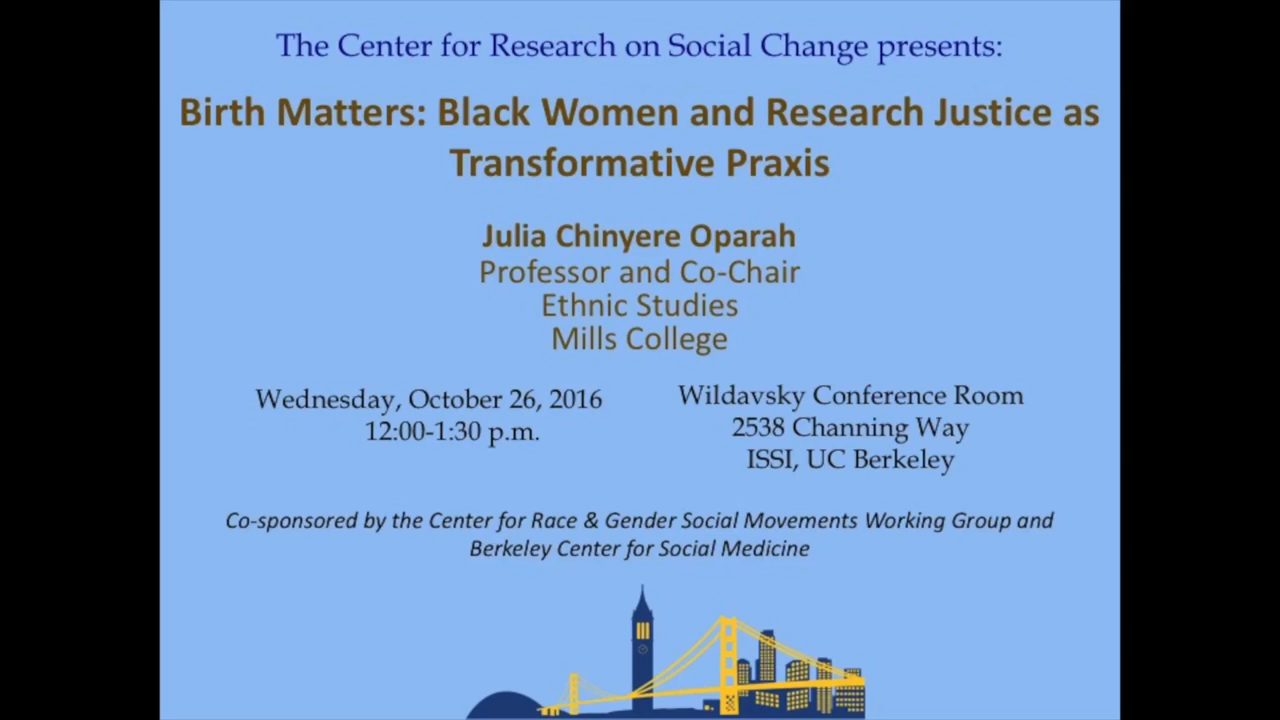 The Center for Research on Social Change presents:
Birth Matters: Black Women and Research Justice as
Transformative Praxis
Julia Chinyere Oparah
Professor and Co-Chair
Ethnic Studies
Mills College
Wednesday, October 26, 2016
12:00-1:30 p.m.
Wildavsky Conference Room
2538 Channing Way
ISSI, UC Berkeley
Co-sponsored by the Center for Race & Gender Social Movements Working Group and
Berkeley Center for Social Medicine